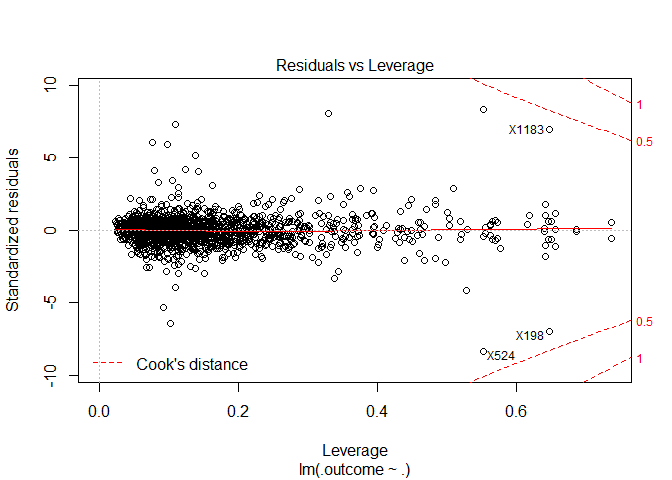 Residuals vs Leverage
10
5
0
-5
-10
Standardized residuals
1
0.5
0.5
1
X1183
X198
X524
Cook's distance
0.0
0.2
0.4
0.6
Leverage
lm(.outcome ~ .)